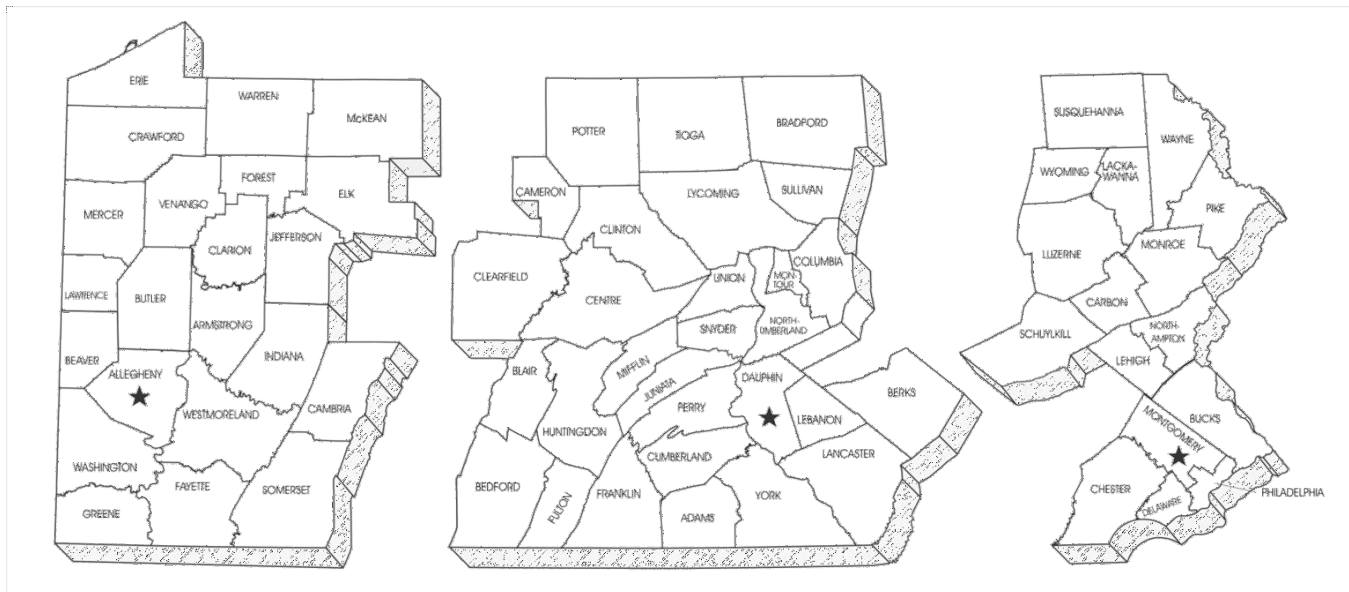 ERIE
WARREN
McKEAN
CRAWFORD
FOREST
ELK
VENANGO
MERCER
CLARION
JEFFERSON
LAWRENCE
BUTLER
ARMSTRONG
INDIANA
BEAVER
ALLEGHENY
WESTMORELAND
CAMBRIA
WASHINGTON
FAYETTE
SOMERSET
GREENE
POTTER
TIOGA
BRADFORD
CAMERON
LYCOMING
SULLIVAN
CLINTON
CLEARFIELD
CENTRE
UNION
MON-
TOUR
COLUMBIA
SNYDER
NORTH-
UMBERLAND
BLAIR
MIFFLIN
JUNIATA
DAUPHIN
BERKS
PERRY
LEBANON
HUNTINGDON
CUMBERLAND
LANCASTER
BEDFORD
FULTON
FRANKLIN
ADAMS
YORK
SUSQUEHANNA
WAYNE
WYOMING
LACKA-
WANNA
PIKE
LUZERNE
MONROE
CARBON
SCHUYLKILL
NORTH-
AMPTON
LEHIGH
BUCKS
MONTGOMERY
CHESTER
DELAWARE
PHILADELPHIA